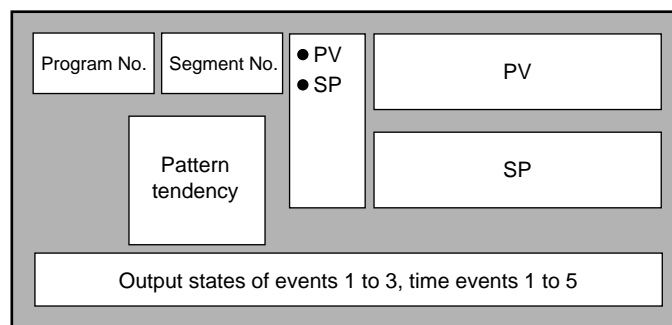 Program No.
Segment No.
● PV
● SP
PV
SP
Pattern
tendency
Output states of events 1 to 3, time events 1 to 5